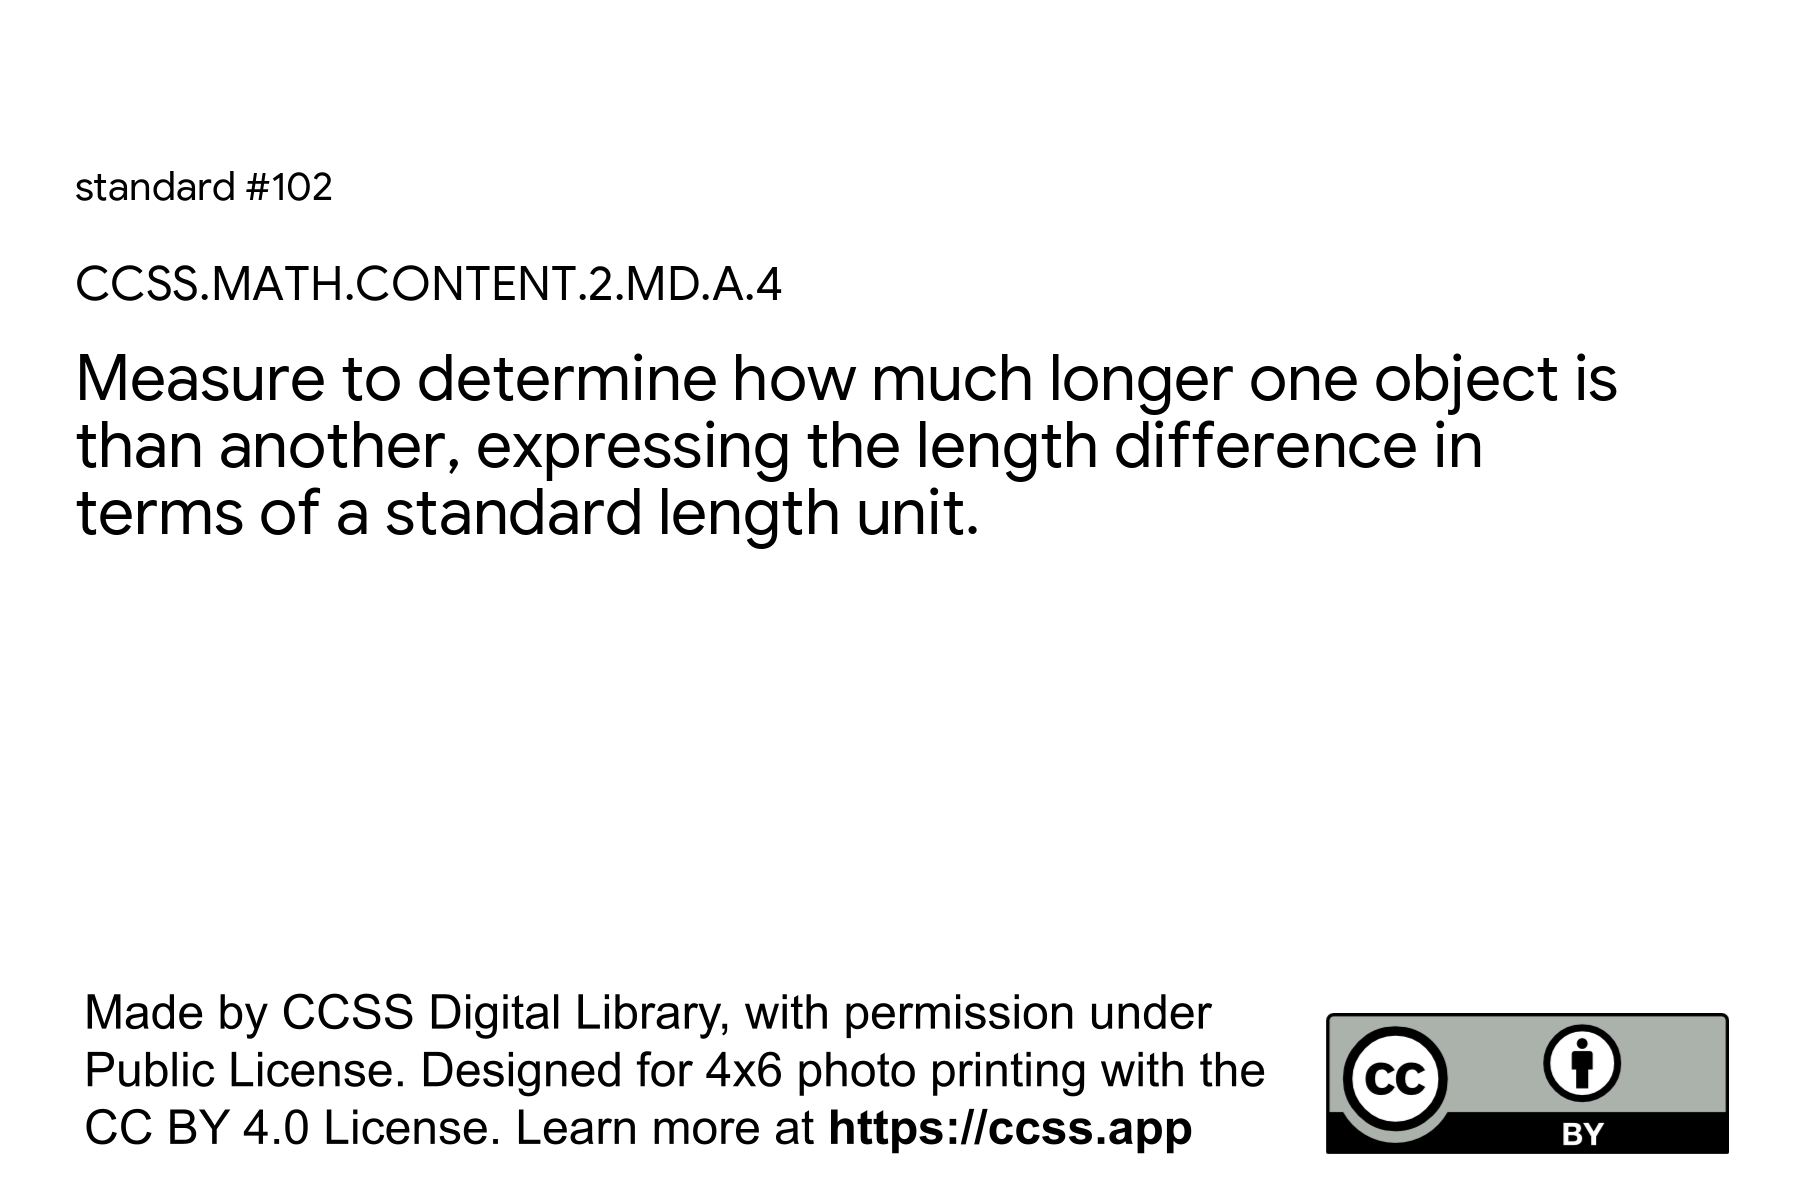 standard #102
CCSS.MATH.CONTENT.2.MD.A.4
Measure to determine how much longer one object is
than another, expressing the length difference in
terms of a standard length unit.
Made by CCSS Digital Library, with permission under
Public License. Designed for 4x6 photo printing with the
CC BY 4.0 License. Learn more at https://ccss.app
CC
BY